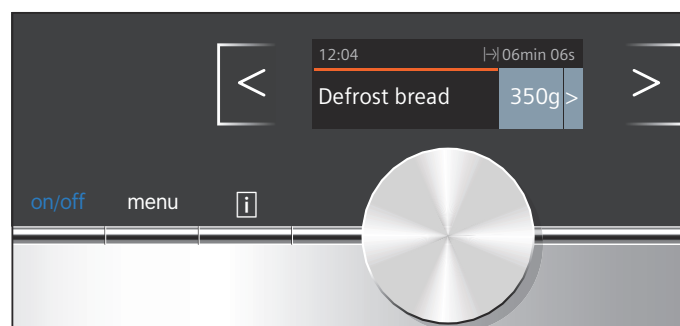 12:04 |→| 06min 06s
< Defrost bread 350g > >
on/off menu i